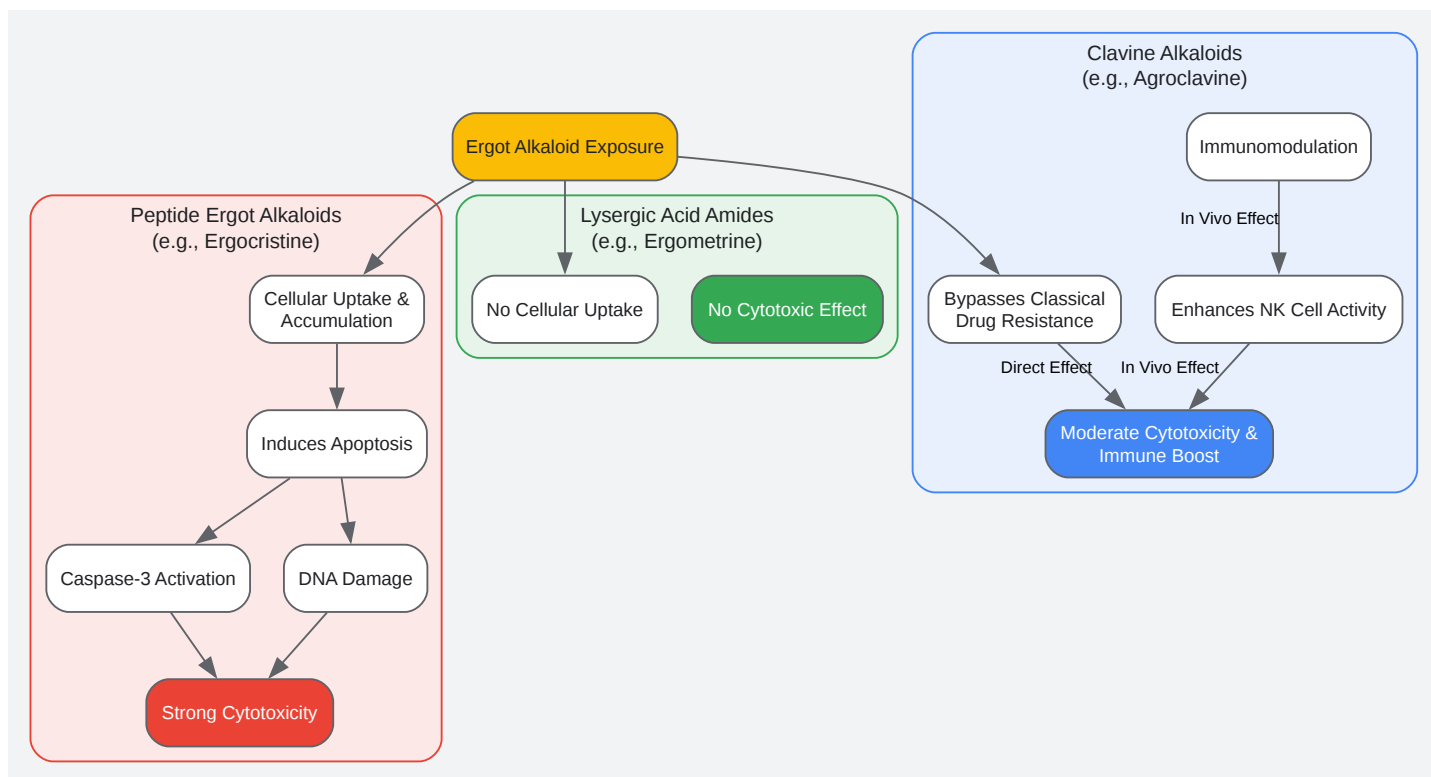 Clavine Alkaloids
(e.g., Agroclavine)
Ergot Alkaloid Exposure
Immunomodulation
Peptide Ergot Alkaloids
(e.g., Ergocristine)
Lysergic Acid Amides
(e.g., Ergometrine)
In Vivo Effect
Cellular Uptake &
Accumulation
No Cellular Uptake
No Cytotoxic Effect
Bypasses Classical
Drug Resistance
Enhances NK Cell Activity
Direct Effect
In Vivo Effect
Induces Apoptosis
Moderate Cytotoxicity &
Immune Boost
Caspase-3 Activation
DNA Damage
Strong Cytotoxicity